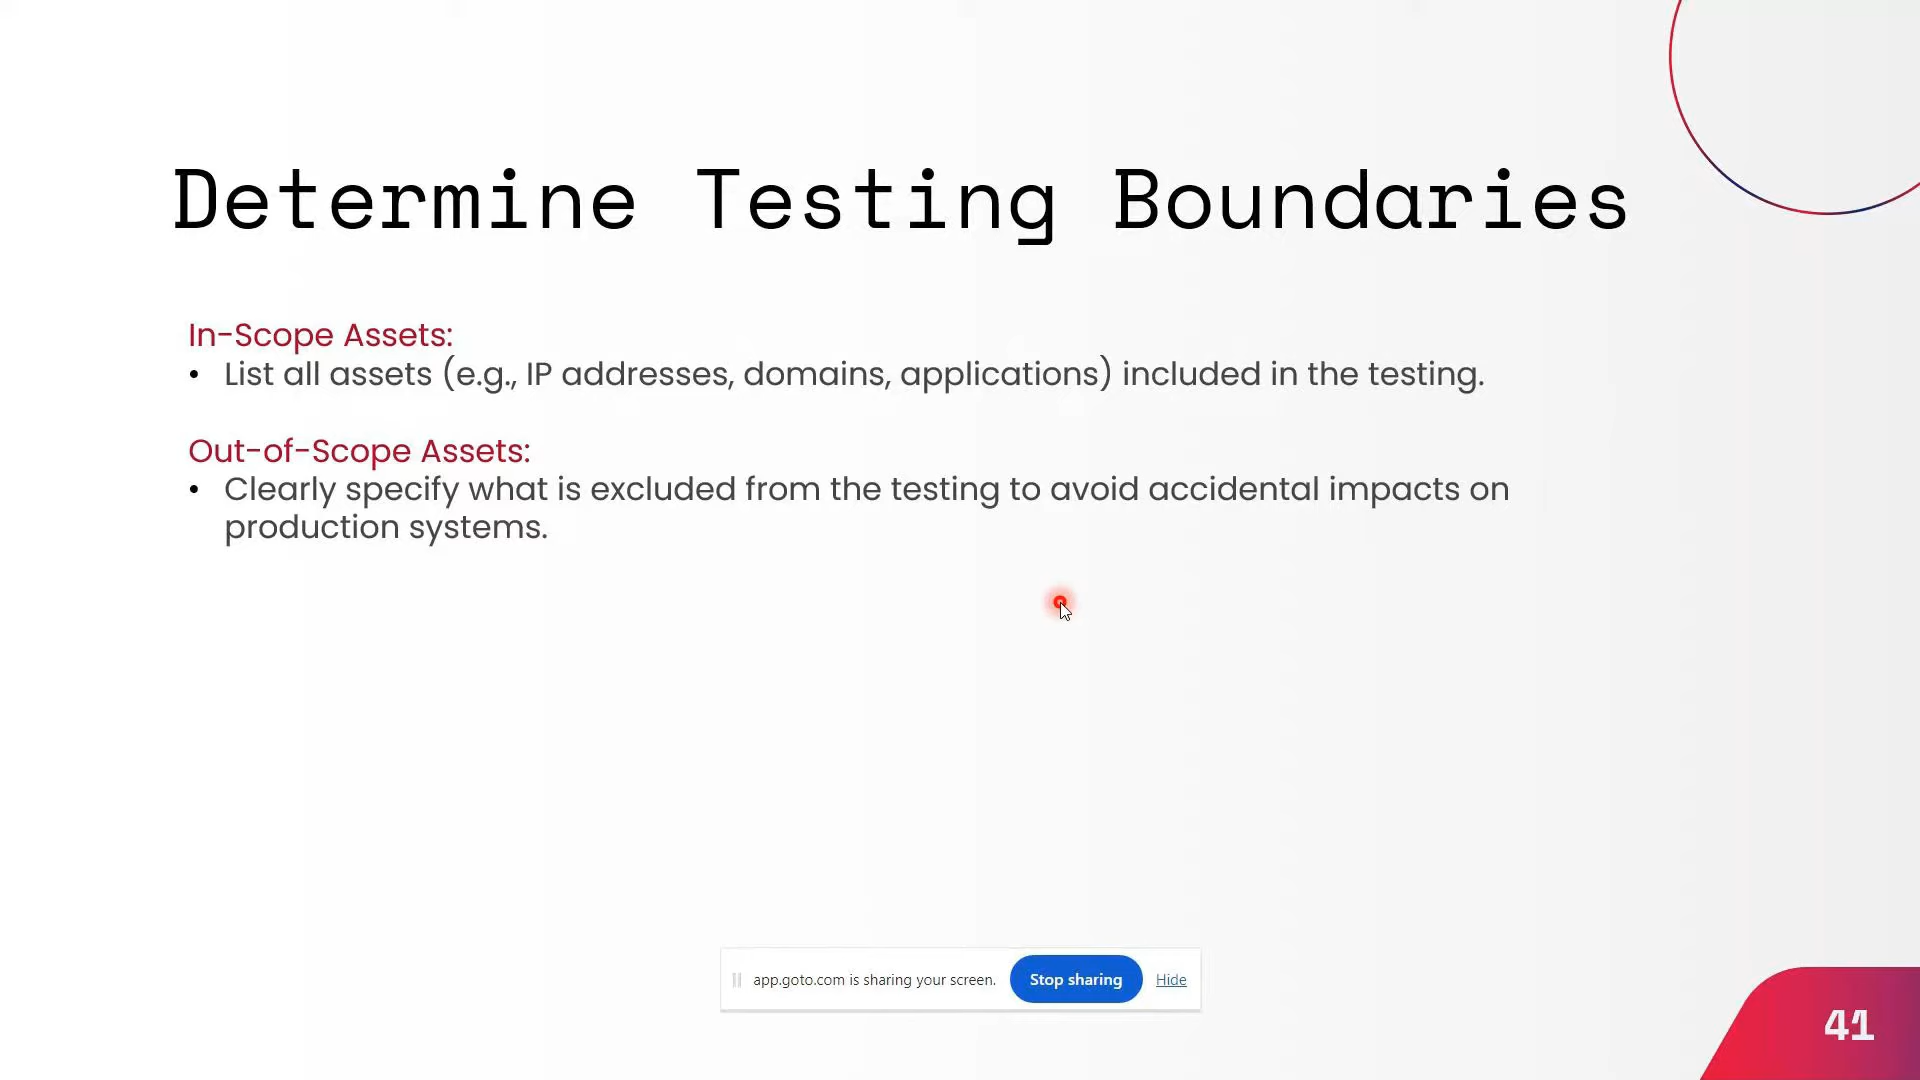 Determine Testing Boundaries
In-Scope Assets:
• List all assets (e.g., IP addresses, domains, applications) included in the testing.
Out-of-Scope Assets:
• Clearly specify what is excluded from the testing to avoid accidental impacts on
production systems.
app.goto.com is sharing your screen. Stop sharing Hide
41